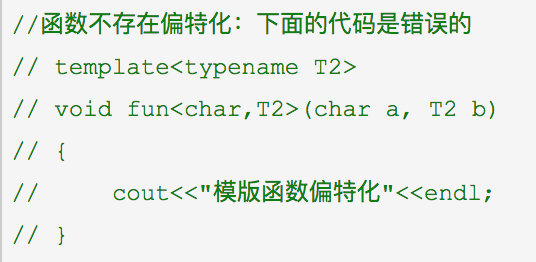 //函数不存在偏特化：下面的代码是错误的
// template<typename T2>
// void fun<char,T2>(char a, T2 b)
// {
//     cout<<"模版函数偏特化"<<endl;
// }